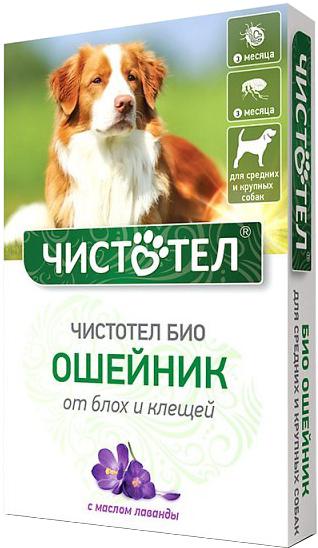 3 месяца
3 месяца
для средних
и крупных
собак
ЧИСТОТЕЛ®
ЧИСТОТЕЛ БИО
ОШЕЙНИК
от блох и клещей
с маслом лаванды
ЧИСТОТЕЛ®
БИО ОШЕЙНИК
ДЛЯ СРЕДНИХ И КРУПНЫХ СОБАК